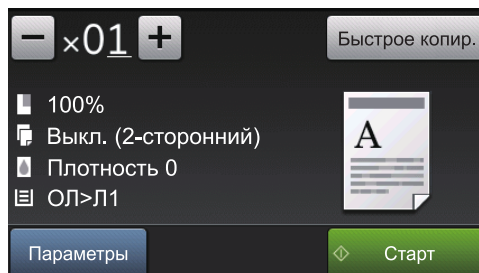 ×01
Быстрое копир.
100%
Выкл. (2-сторонний)
Плотность 0
ОЛ>Л1
A
Параметры
Старт